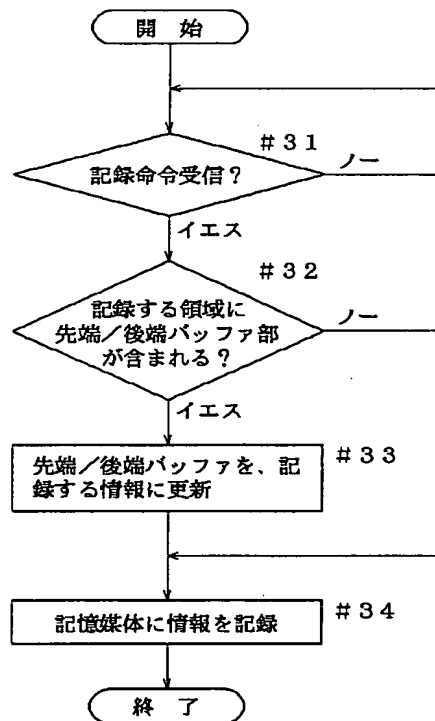 開 始
#31
記録命令受信?
ノー
イエス
#32
記録する領域に
先端/後端バッファ部
が含まれる?
ノー
イエス
#33
先端/後端バッファを、記
録する情報に更新
#34
記憶媒体に情報を記録
終 了